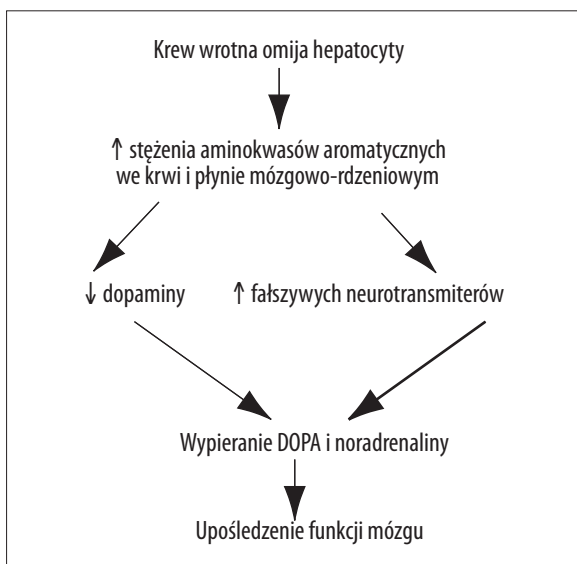 Krew wrotna omija hepatocyty
↑ stężenia aminokwasów aromatycznych
we krwi i płynie mózgowo-rdzeniowym
↓ dopaminy ↑ fałszywych neurotransmiterów
Wypieranie DOPA i noradrenaliny
Upośledzenie funkcji mózgu